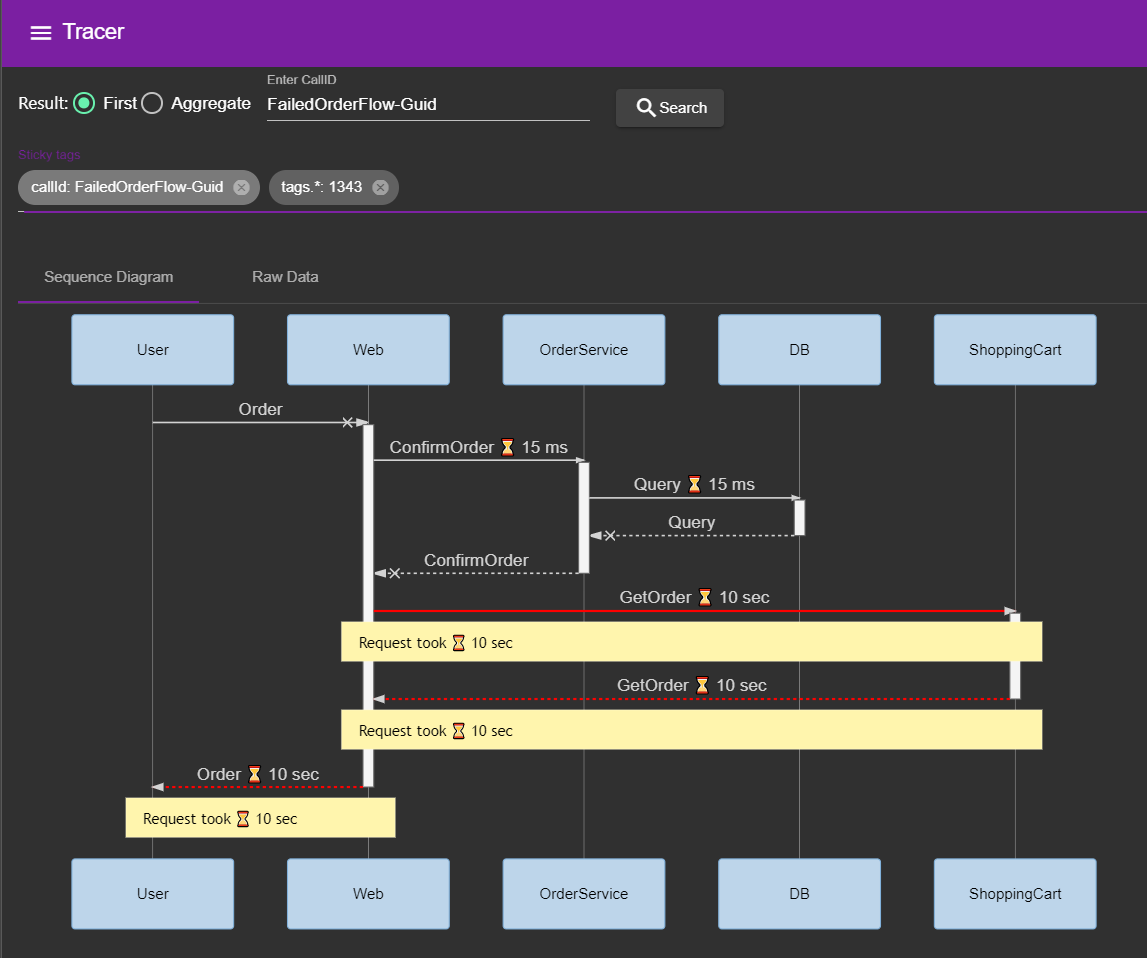 Tracer
Enter CallID
Result: First Aggregate FailedOrderFlow-Guid Search
Sticky tags
callId: FailedOrderFlow-Guid tags.*: 1343
Sequence Diagram Raw Data
User Web OrderService DB ShoppingCart
Order
ConfirmOrder ⏳ 15 ms
Query ⏳ 15 ms
Query
ConfirmOrder
GetOrder ⏳ 10 sec
Request took ⏳ 10 sec
GetOrder ⏳ 10 sec
Request took ⏳ 10 sec
Order ⏳ 10 sec
Request took ⏳ 10 sec
User Web OrderService DB ShoppingCart